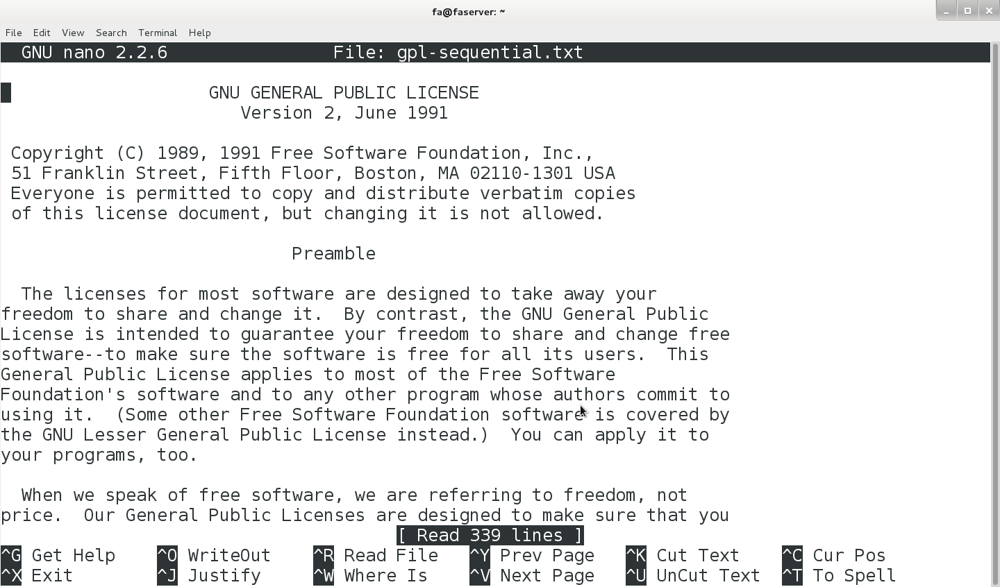 fa@faserver: ~
File Edit View Search Terminal Help
GNU nano 2.2.6 File: gpl-sequential.txt
GNU GENERAL PUBLIC LICENSE
Version 2, June 1991
Copyright (C) 1989, 1991 Free Software Foundation, Inc.,
51 Franklin Street, Fifth Floor, Boston, MA 02110-1301 USA
Everyone is permitted to copy and distribute verbatim copies
of this license document, but changing it is not allowed.
Preamble
The licenses for most software are designed to take away your
freedom to share and change it.  By contrast, the GNU General Public
License is intended to guarantee your freedom to share and change free
software--to make sure the software is free for all its users.  This
General Public License applies to most of the Free Software
Foundation's software and to any other program whose authors commit to
using it.  (Some other Free Software Foundation software is covered by
the GNU Lesser General Public License instead.)  You can apply it to
your programs, too.
When we speak of free software, we are referring to freedom, not
price.  Our General Public Licenses are designed to make sure that you
[ Read 339 lines ]
^G Get Help ^O WriteOut ^R Read File ^Y Prev Page ^K Cut Text ^C Cur Pos
^X Exit ^J Justify ^W Where Is ^V Next Page ^U UnCut Text ^T To Spell